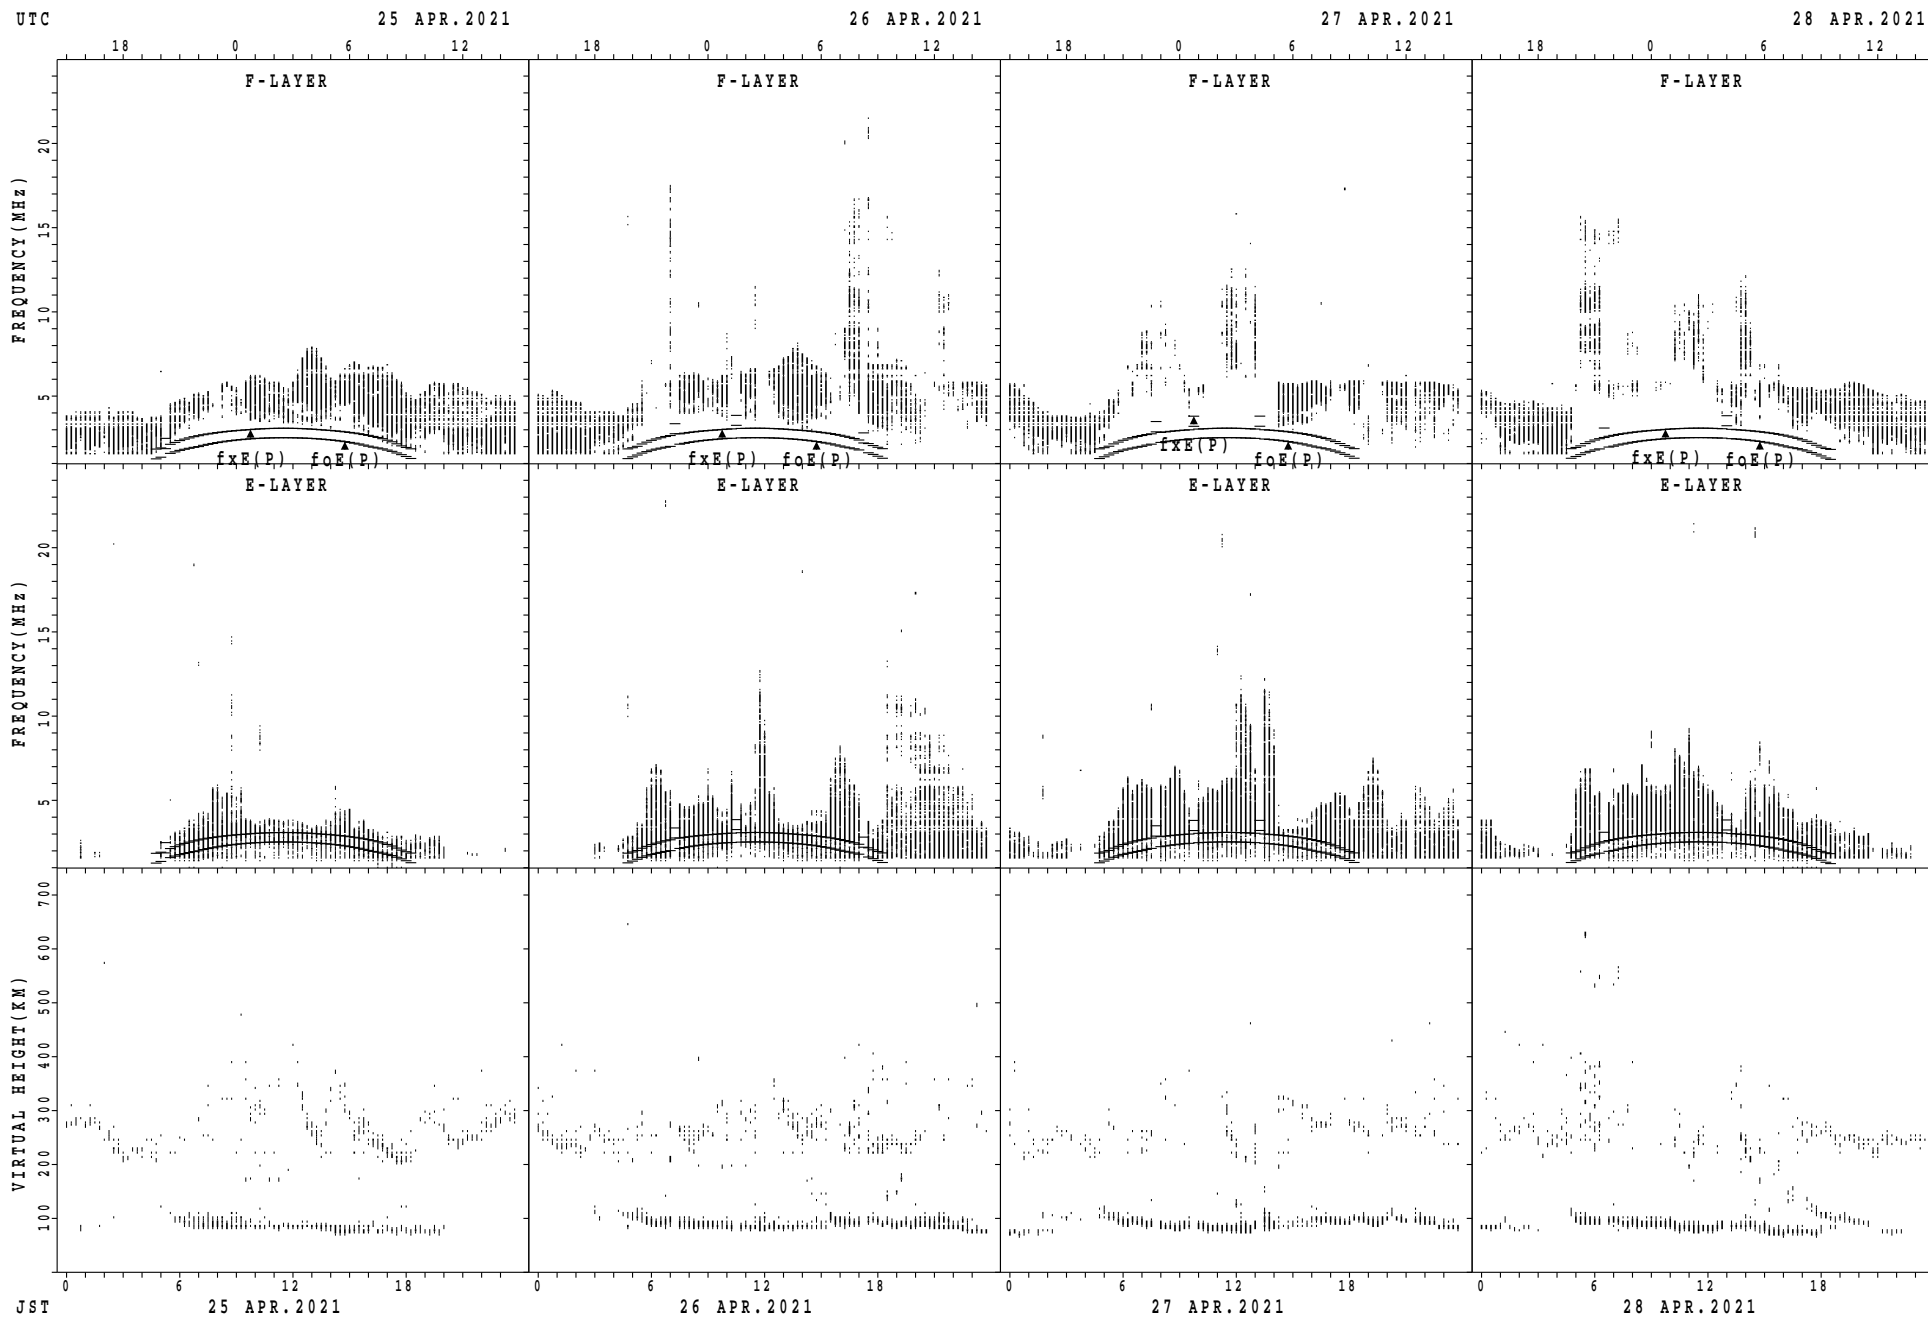 UTC 25 APR.2021 26 APR.2021 27 APR.2021 28 APR.2021
18 0 6 12 18 0 6 12 18 0 6 12 18 0 6 12
F-LAYER F-LAYER F-LAYER F-LAYER
FREQUENCY(MHz)
20
15
10
5
fxE(P) foE(P) fxE(P) foE(P) fxE(P) foE(P) fxE(P) foE(P)
E-LAYER E-LAYER E-LAYER E-LAYER
FREQUENCY(MHz)
20
15
10
5
VIRTUAL HEIGHT(KM)
700
600
500
400
300
200
100
0 6 12 18 0 6 12 18 0 6 12 18 0 6 12 18
JST 25 APR.2021 26 APR.2021 27 APR.2021 28 APR.2021